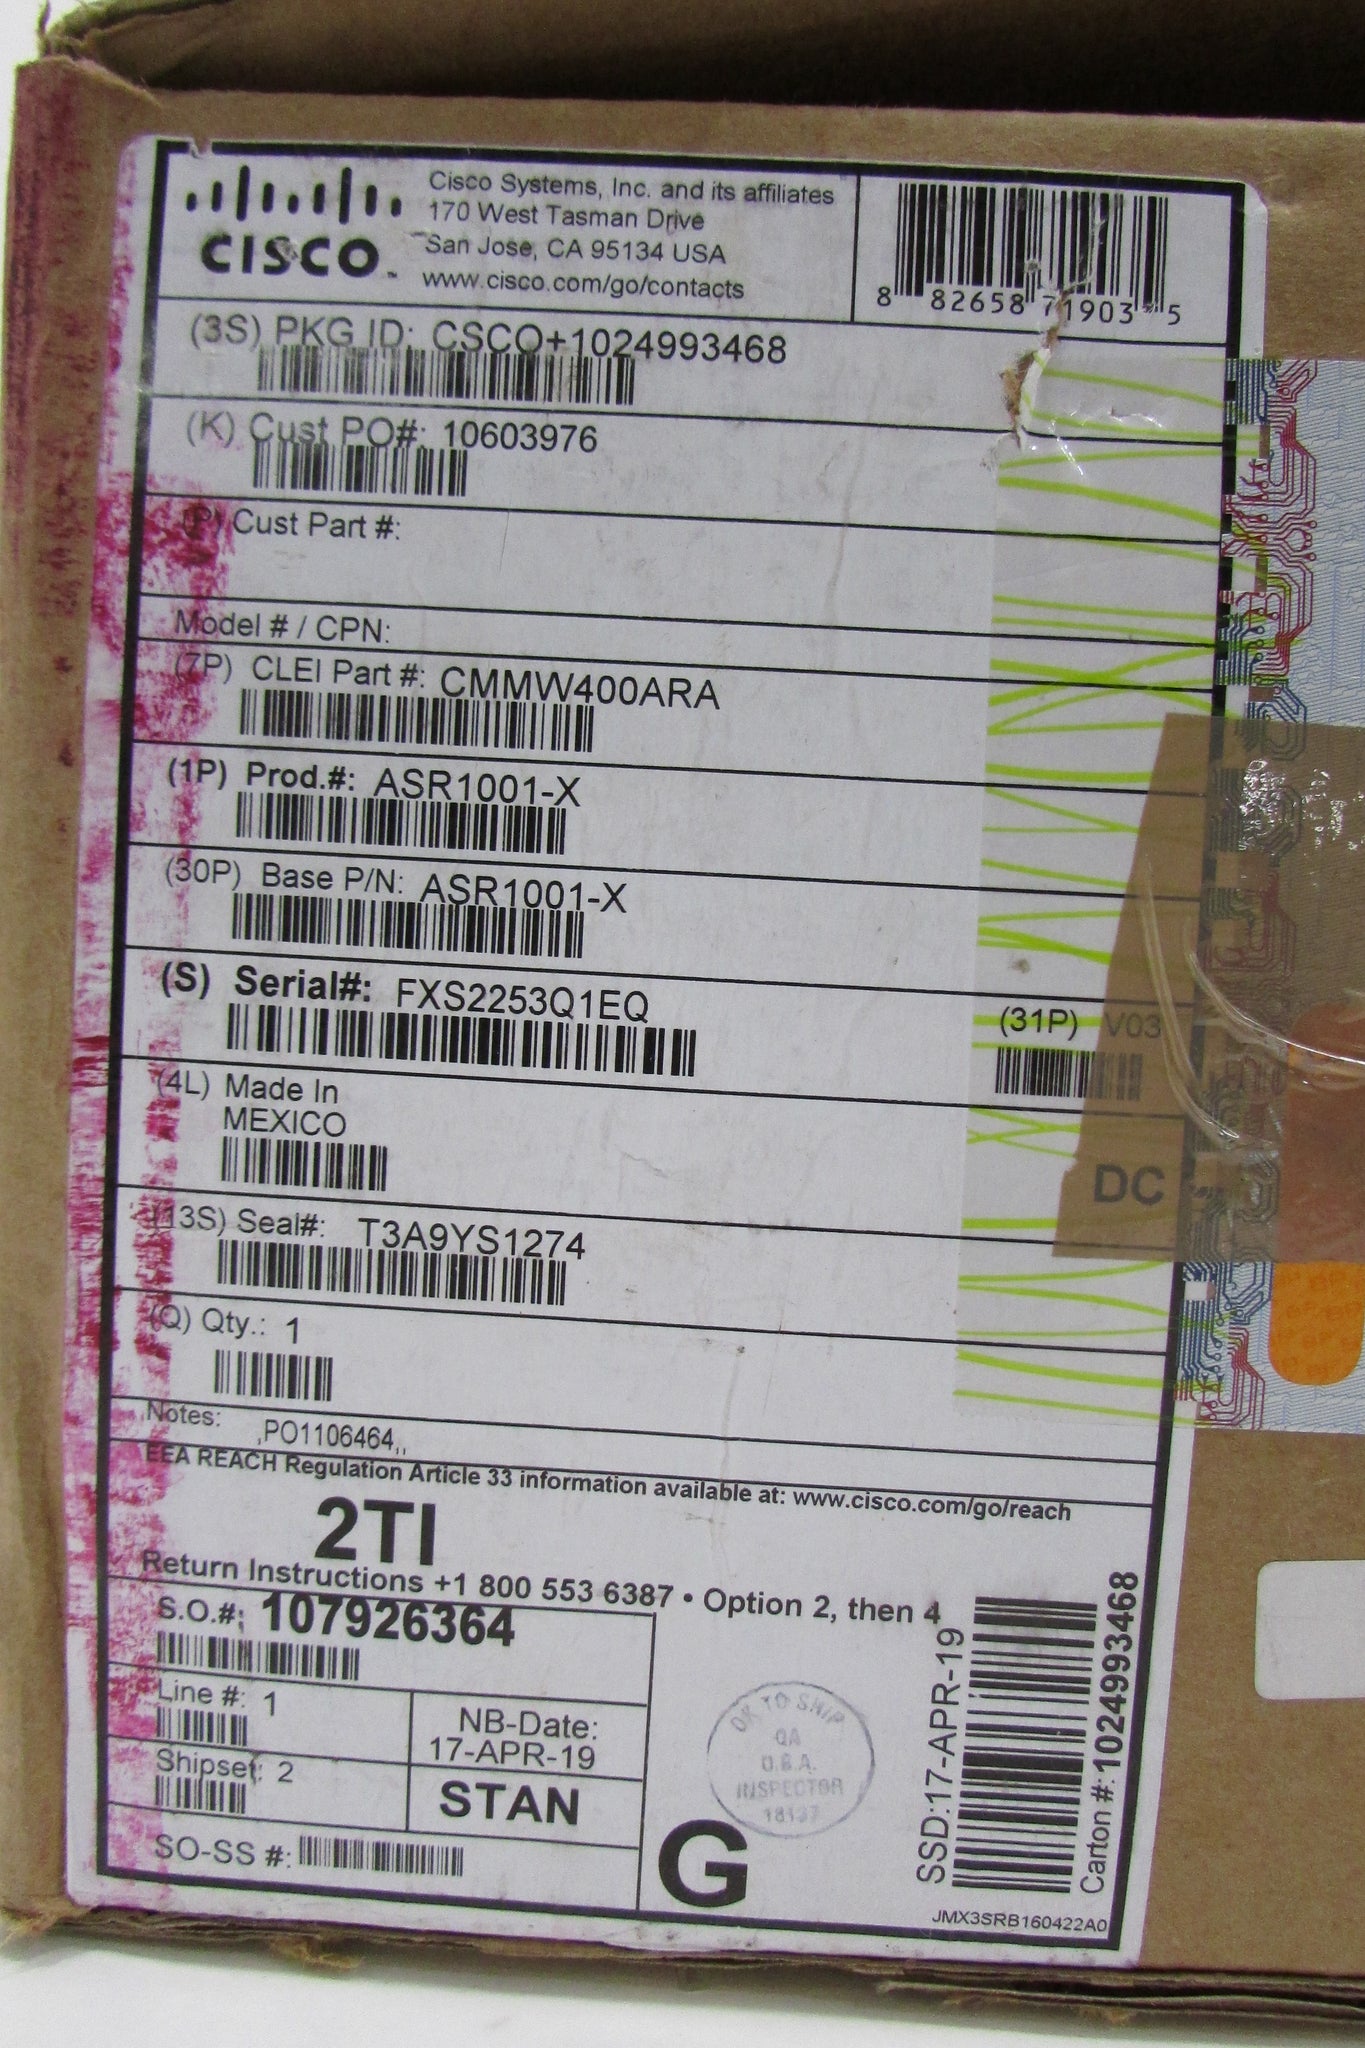 CISCO
Cisco Systems, Inc. and its affiliates
170 West Tasman Drive
San Jose, CA 95134 USA
www.cisco.com/go/contacts
8 82658 71903 5
(3S) PKG ID: CSCO+1024993468
(K) Cust PO#: 10603976
(P) Cust Part #:
Model # / CPN:
(7P) CLEI Part #: CMMW400ARA
(1P) Prod.#: ASR1001-X
(30P) Base P/N: ASR1001-X
(S) Serial#: FXS2253Q1EQ
(31P) V03
(4L) Made In
MEXICO
DC
(13S) Seal#: T3A9YS1274
(Q) Qty.: 1
Notes: ,PO1106464,,
EEA REACH Regulation Article 33 information available at: www.cisco.com/go/reach
2TI
Return Instructions +1 800 553 6387 • Option 2, then 4
S.O.#: 107926364
Line #: 1
NB-Date:
17-APR-19
Shipset: 2
STAN
SO-SS #:
OK TO SHIP
QA
O.B.A.
INSPECTOR
G
SSD:17-APR-19
Carton #:1024993468
JMX3SRB160422A0